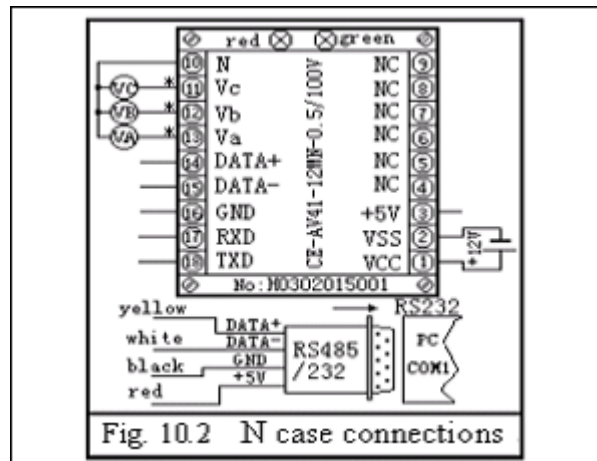 red green
10 N NC 9
VC * 11 Vc NC 8
VB * 12 Vb NC 7
VA * 13 Va NC 6
14 DATA+ NC 5
15 DATA- NC 4
16 GND +5V 3
17 RXD VSS 2
18 TXD VCC 1
CE-AV41-12MN-0.5/100V
+12V
No:M0302015001
yellow DATA+
white DATA-
black GND
red +5V
RS485
/232
RS232
PC
COM1
Fig. 10.2 N case connections